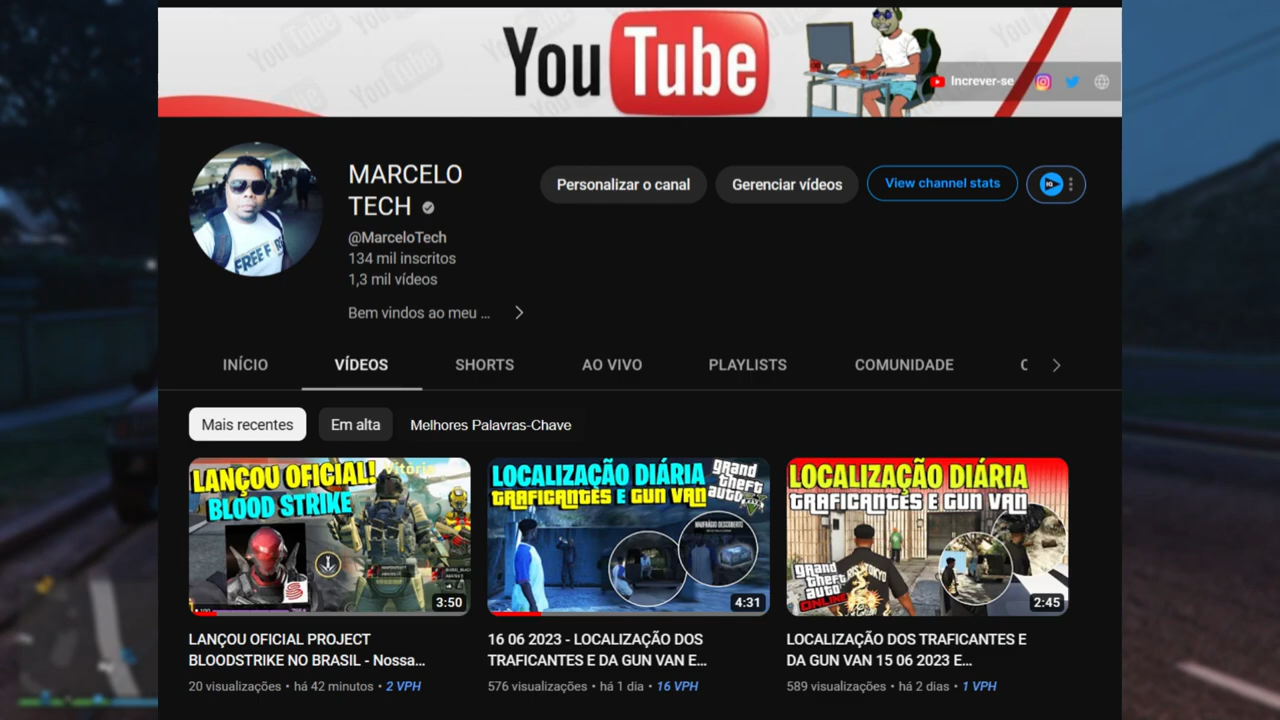 YouTube
Increver-se
MARCELO
TECH
@MarceloTech
134 mil inscritos
1,3 mil vídeos
Bem vindos ao meu ...
Personalizar o canal
Gerenciar vídeos
View channel stats
FREE F
INÍCIO
VÍDEOS
SHORTS
AO VIVO
PLAYLISTS
COMUNIDADE
Mais recentes
Em alta
Melhores Palavras-Chave
LANÇOU OFICIAL!
BLOOD STRIKE
Vitória
3:50
LOCALIZAÇÃO DIÁRIA
TRAFICANTES E GUN VAN
grand
theft
auto
NAUFRÁGIO DESCOBERTO
4:31
LOCALIZAÇÃO DIÁRIA
TRAFICANTES E GUN VAN
grand
theft
auto
ONLINE
2:45
LANÇOU OFICIAL PROJECT
BLOODSTRIKE NO BRASIL - Nossa...
20 visualizações • há 42 minutos • 2 VPH
16 06 2023 - LOCALIZAÇÃO DOS
TRAFICANTES E DA GUN VAN E...
576 visualizações • há 1 dia • 16 VPH
LOCALIZAÇÃO DOS TRAFICANTES E
DA GUN VAN 15 06 2023 E...
589 visualizações • há 2 dias • 1 VPH